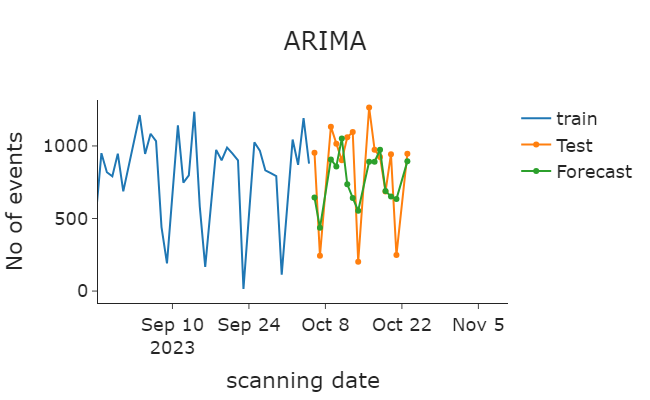 ARIMA
No of events
1000
500
0
Sep 10
2023
Sep 24
Oct 8
Oct 22
Nov 5
scanning date
train
Test
Forecast